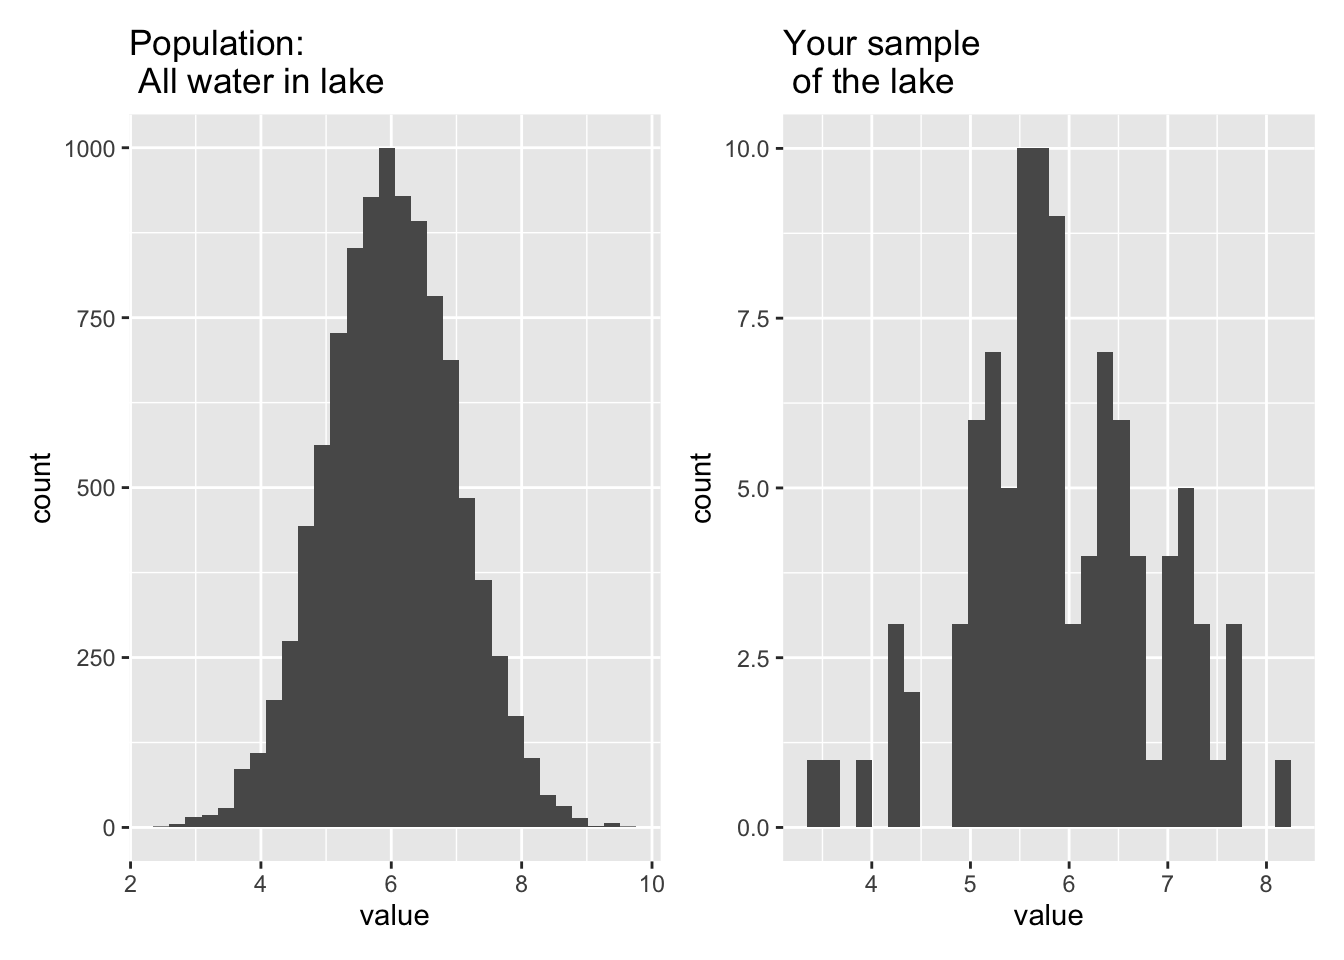 Population:
All water in lake
1000
750
500
250
0
count
2 4 6 8 10
value
Your sample
of the lake
10.0
7.5
5.0
2.5
0.0
count
4 5 6 7 8
value